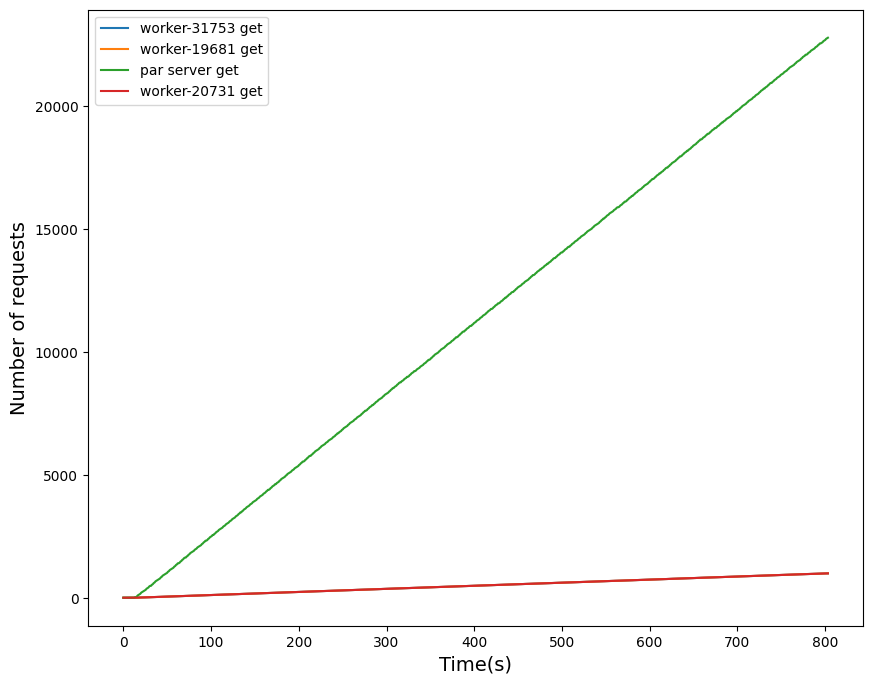 worker-31753 get
worker-19681 get
par server get
worker-20731 get
Number of requests
20000
15000
10000
5000
0
0 100 200 300 400 500 600 700 800
Time(s)